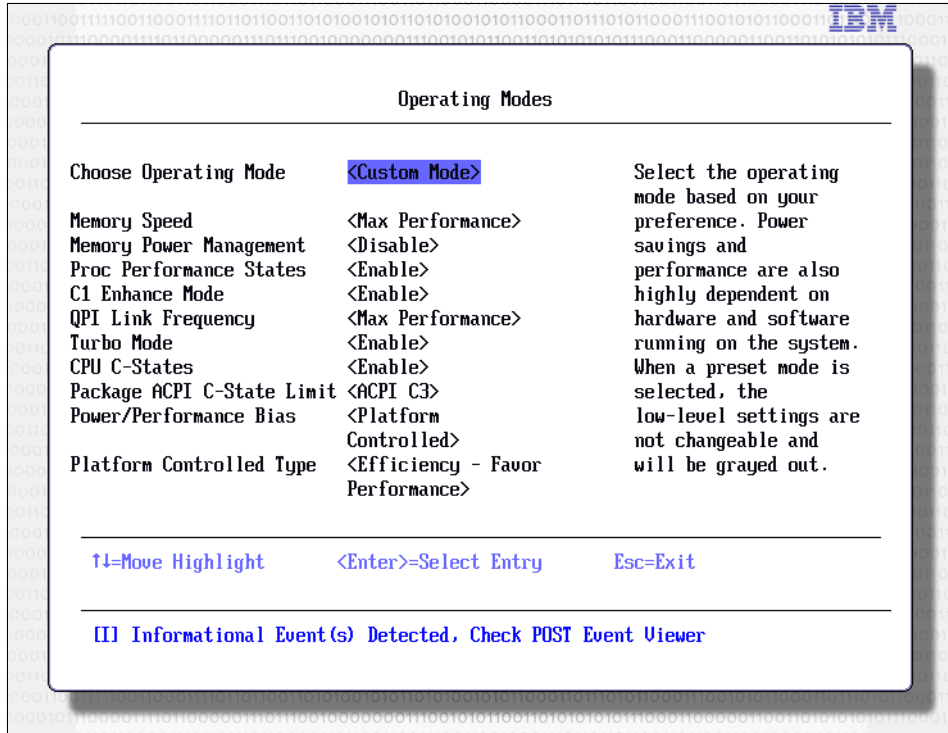 IBM
Operating Modes
Choose Operating Mode <Custom Mode> Select the operating
mode based on your
Memory Speed <Max Performance> preference. Power
Memory Power Management <Disable> savings and
Proc Performance States <Enable> performance are also
C1 Enhance Mode <Enable> highly dependent on
QPI Link Frequency <Max Performance> hardware and software
Turbo Mode <Enable> running on the system.
CPU C-States <Enable> When a preset mode is
Package ACPI C-State Limit <ACPI C3> selected, the
Power/Performance Bias <Platform low-level settings are
Controlled> not changeable and
Platform Controlled Type <Efficiency - Favor will be grayed out.
Performance>
↑↓=Move Highlight <Enter>=Select Entry Esc=Exit
[I] Informational Event(s) Detected, Check POST Event Viewer